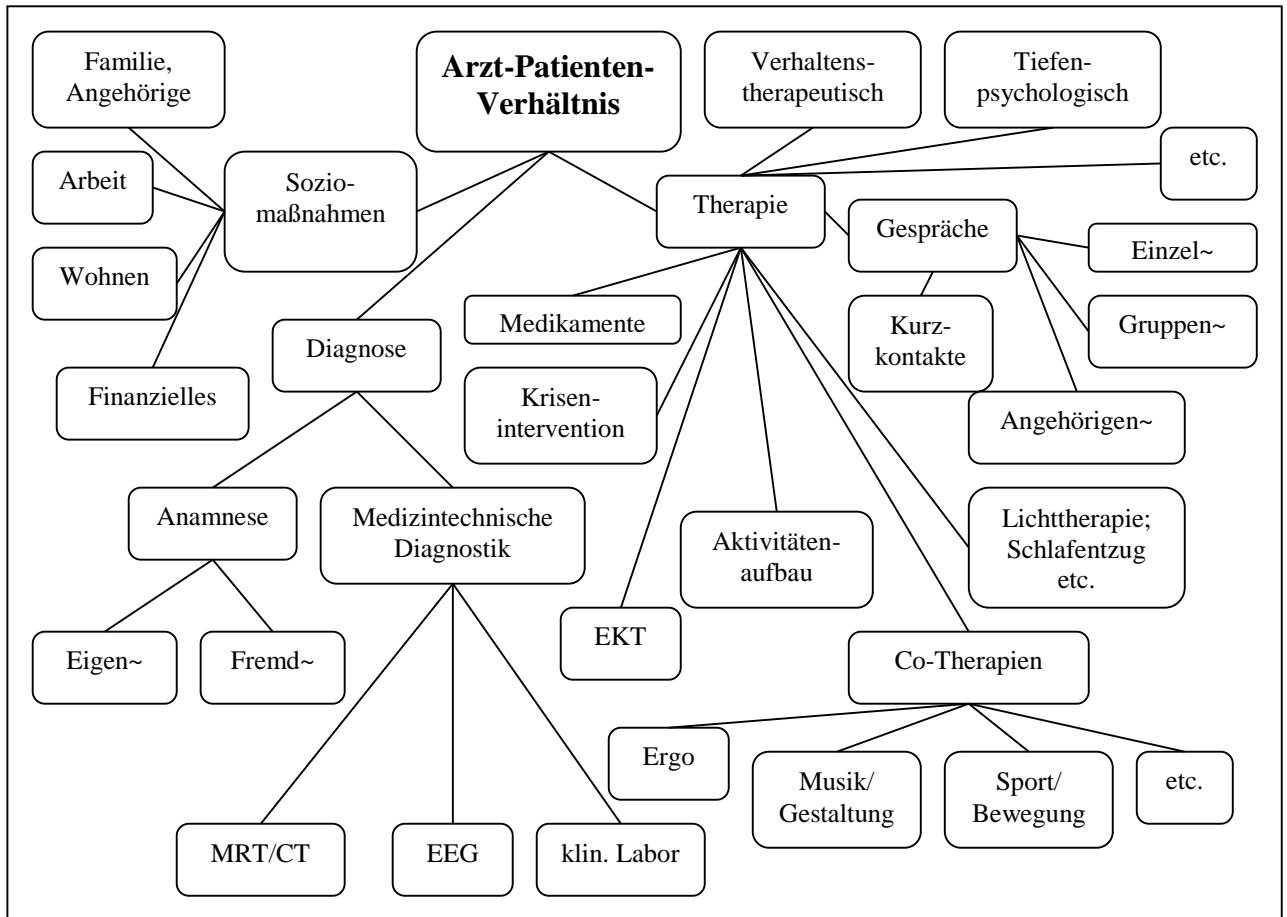 Familie,
Angehörige
Arzt-Patienten-
Verhältnis
Verhaltens-
therapeutisch
Tiefen-
psychologisch
etc.
Arbeit
Sozio-
maßnahmen
Therapie
Gespräche
Einzel~
Wohnen
Medikamente
Kurz-
kontakte
Gruppen~
Diagnose
Finanzielles
Krisen-
intervention
Angehörigen~
Anamnese
Medizintechnische
Diagnostik
Aktivitäten-
aufbau
Lichttherapie;
Schlafentzug
etc.
Eigen~
Fremd~
EKT
Co-Therapien
Ergo
Musik/
Gestaltung
Sport/
Bewegung
etc.
MRT/CT
EEG
klin. Labor